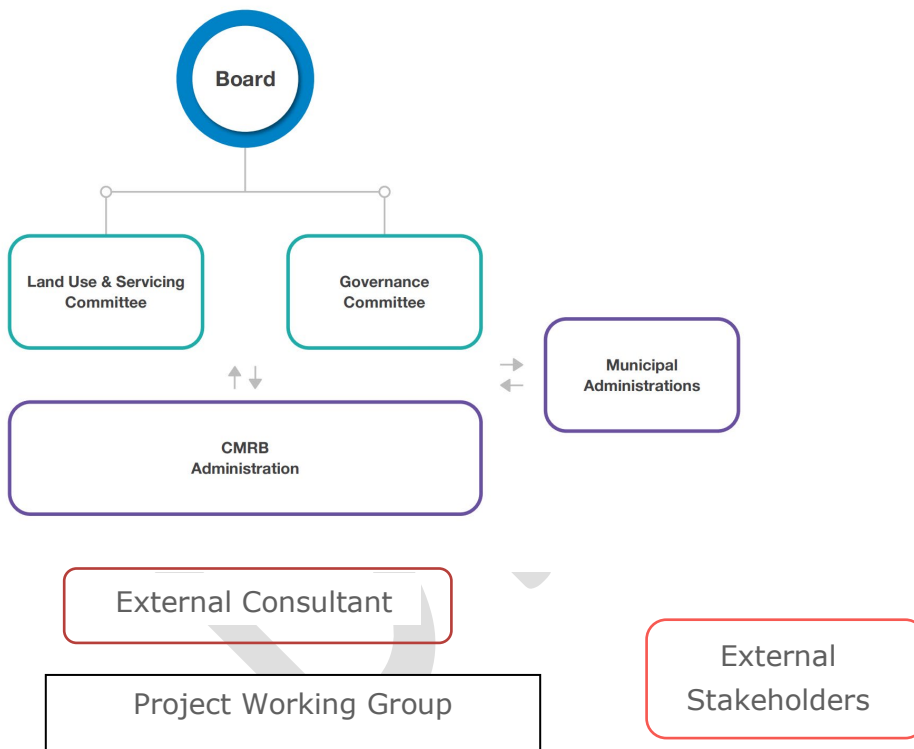 Board
Land Use & Servicing
Committee
Governance
Committee
Municipal
Administrations
CMRB
Administration
External Consultant
External
Stakeholders
Project Working Group